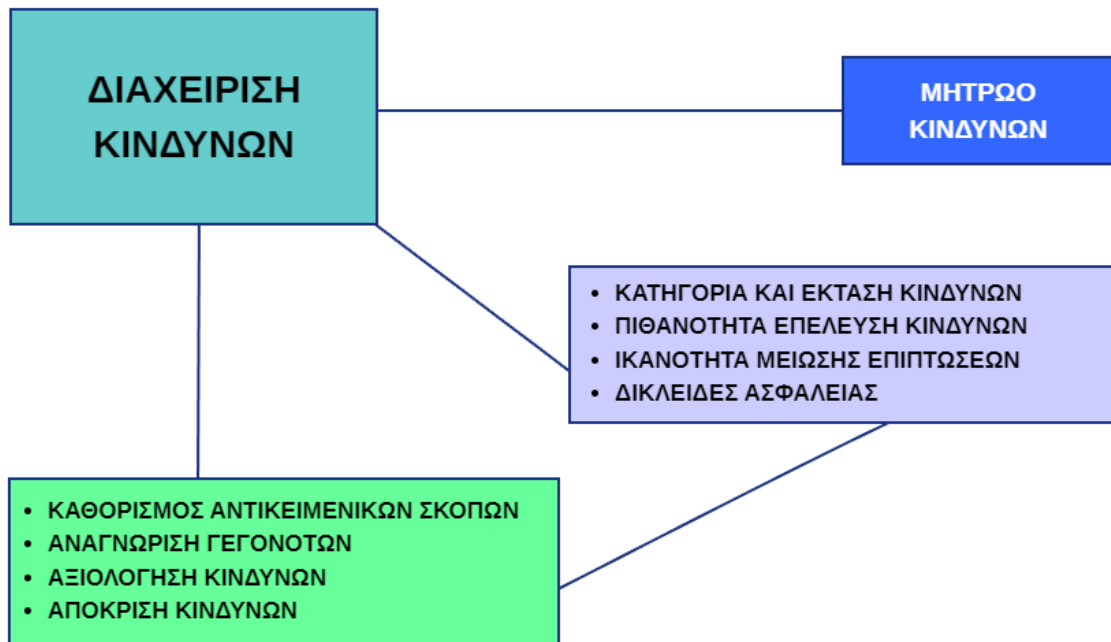 ΔΙΑΧΕΙΡΙΣΗ
ΚΙΝΔΥΝΩΝ
ΜΗΤΡΩΟ
ΚΙΝΔΥΝΩΝ
• ΚΑΤΗΓΟΡΙΑ ΚΑΙ ΕΚΤΑΣΗ ΚΙΝΔΥΝΩΝ
• ΠΙΘΑΝΟΤΗΤΑ ΕΠΕΛΕΥΣΗ ΚΙΝΔΥΝΩΝ
• ΙΚΑΝΟΤΗΤΑ ΜΕΙΩΣΗΣ ΕΠΙΠΤΩΣΕΩΝ
• ΔΙΚΛΕΙΔΕΣ ΑΣΦΑΛΕΙΑΣ
• ΚΑΘΟΡΙΣΜΟΣ ΑΝΤΙΚΕΙΜΕΝΙΚΩΝ ΣΚΟΠΩΝ
• ΑΝΑΓΝΩΡΙΣΗ ΓΕΓΟΝΟΤΩΝ
• ΑΞΙΟΛΟΓΗΣΗ ΚΙΝΔΥΝΩΝ
• ΑΠΟΚΡΙΣΗ ΚΙΝΔΥΝΩΝ